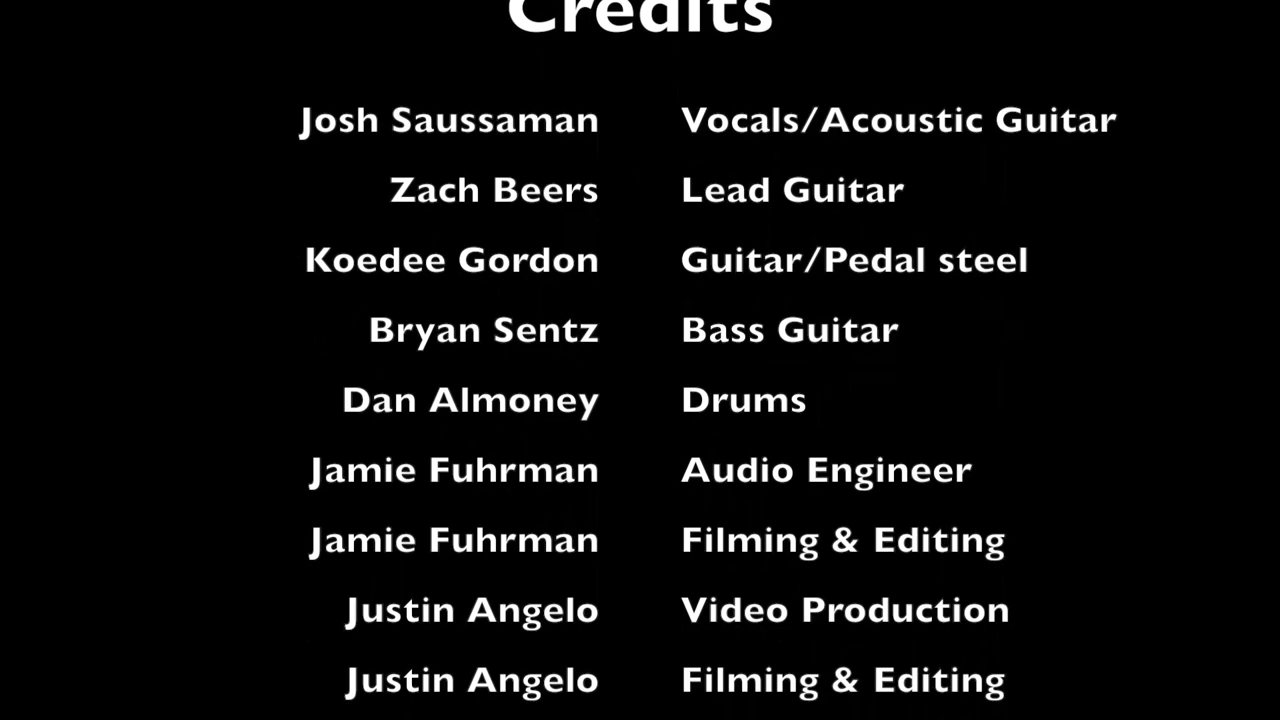 Credits
Josh Saussaman Vocals/Acoustic Guitar
Zach Beers Lead Guitar
Koedee Gordon Guitar/Pedal steel
Bryan Sentz Bass Guitar
Dan Almoney Drums
Jamie Fuhrman Audio Engineer
Jamie Fuhrman Filming & Editing
Justin Angelo Video Production
Justin Angelo Filming & Editing